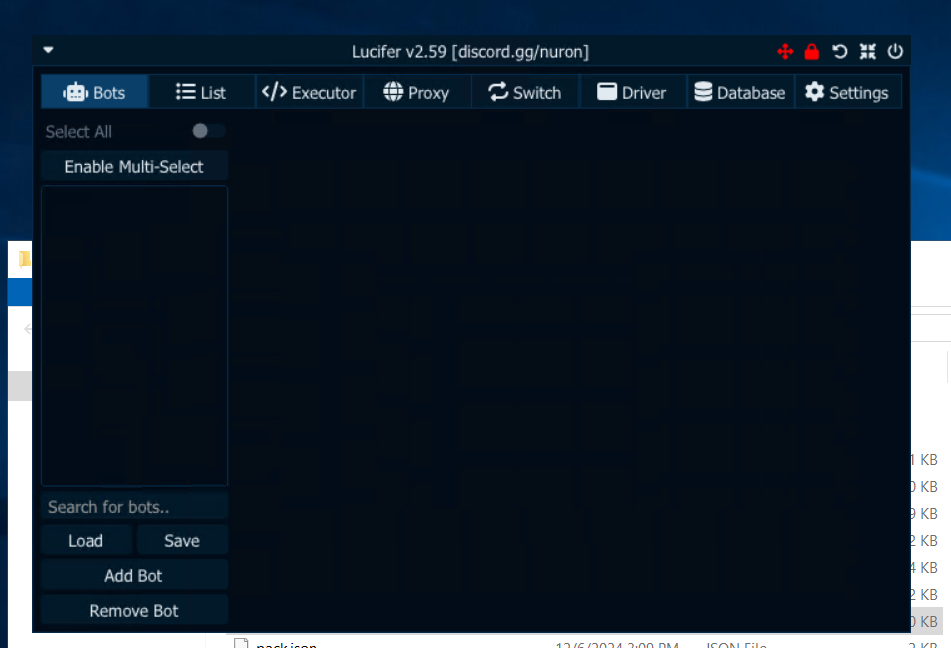 Lucifer v2.59 [discord.gg/nuron]
Bots List Executor Proxy Switch Driver Database Settings
Select All
Enable Multi-Select
Search for bots..
Load Save
Add Bot
Remove Bot
1 KB
0 KB
9 KB
2 KB
4 KB
2 KB
0 KB
pack.json 12/6/2024 3:09 PM JSON File 2 KB